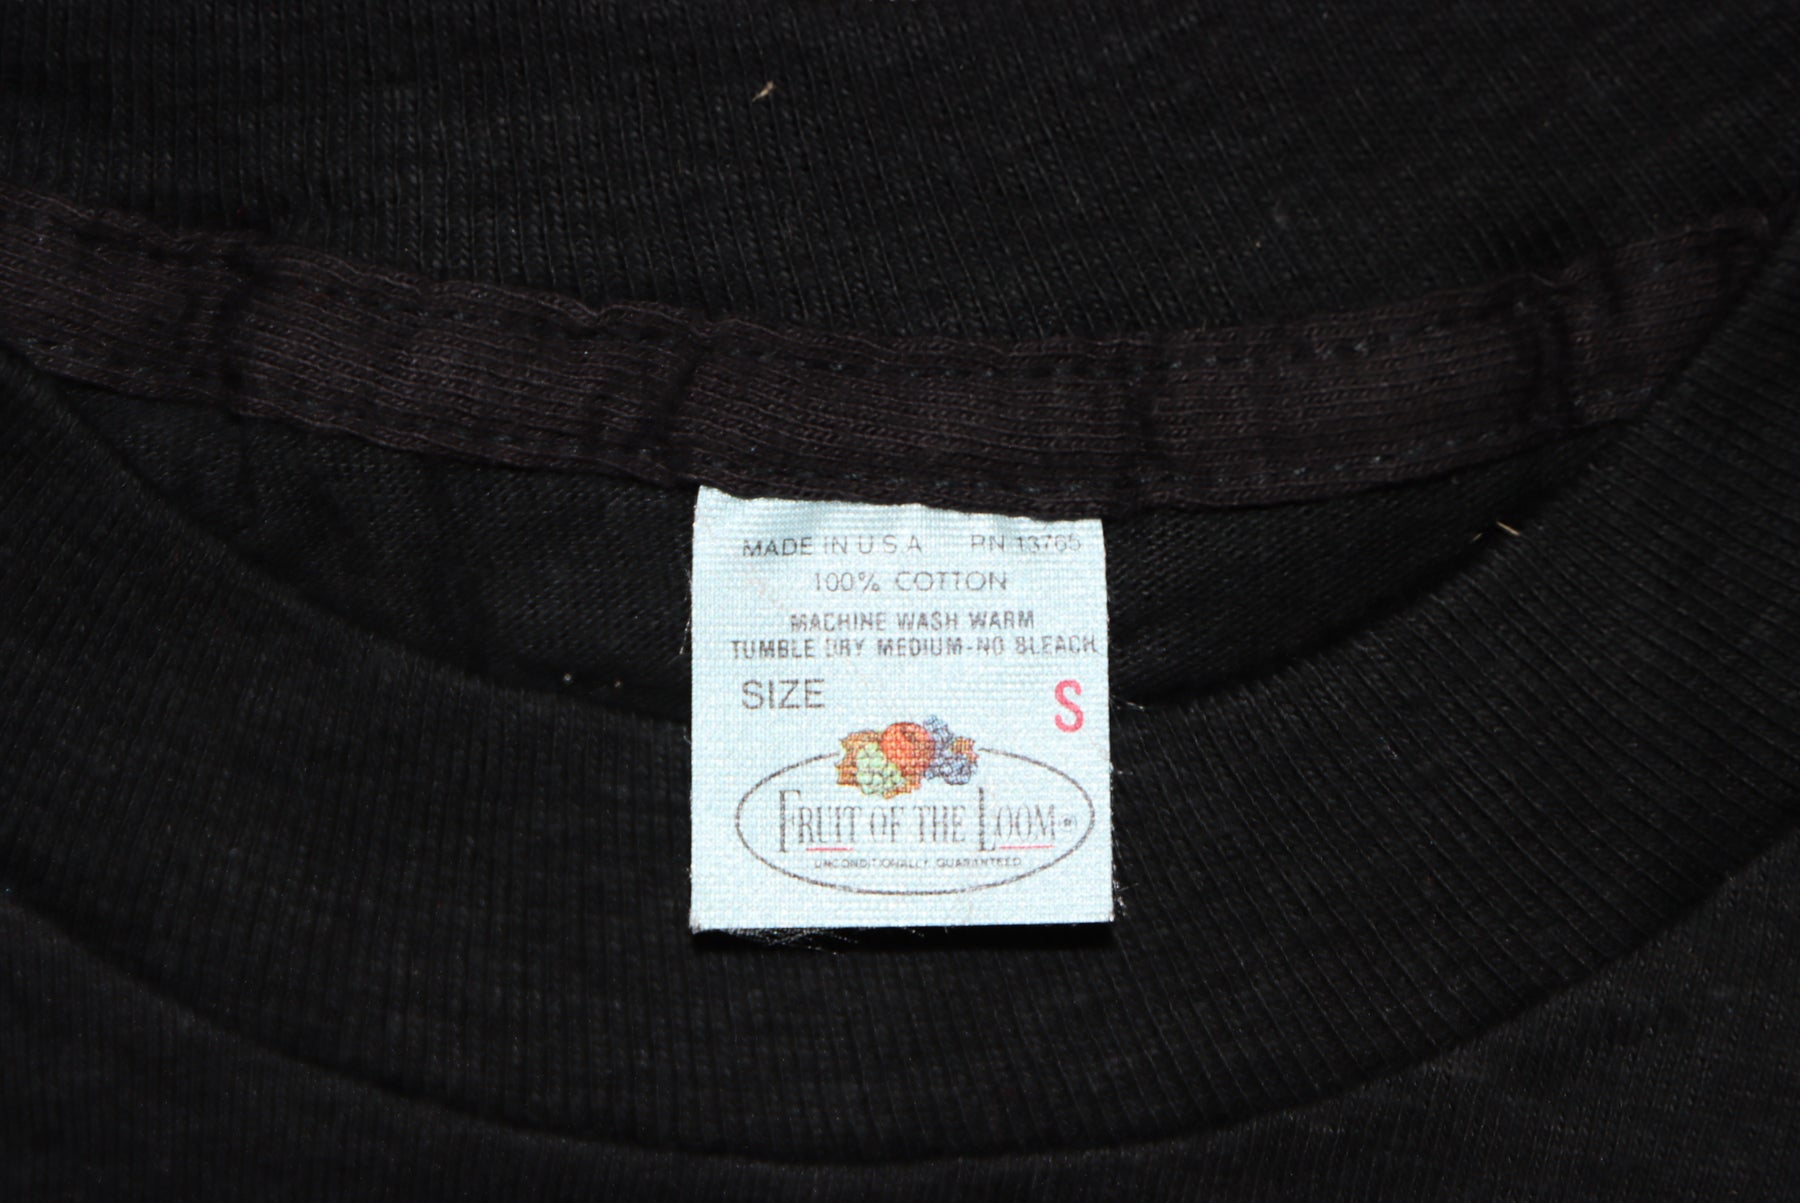 MADE IN U S A RN 13765
100% COTTON
MACHINE WASH WARM
TUMBLE DRY MEDIUM-NO BLEACH
SIZE S
FRUIT OF THE LOOM ®
UNCONDITIONALLY GUARANTEED